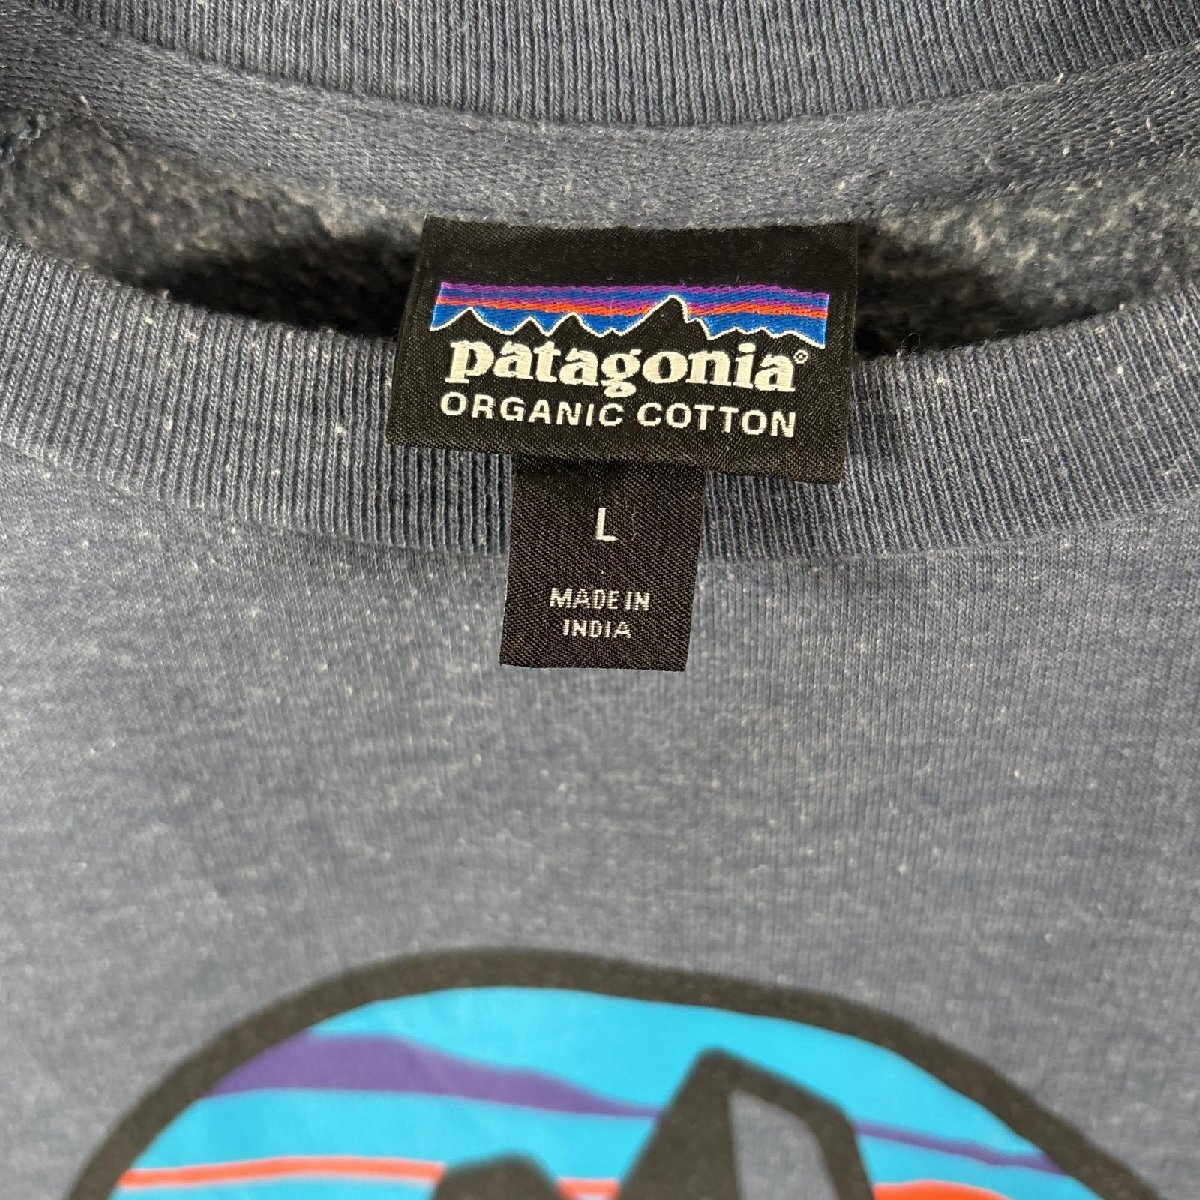 patagonia®
ORGANIC COTTON
L
MADE IN
INDIA